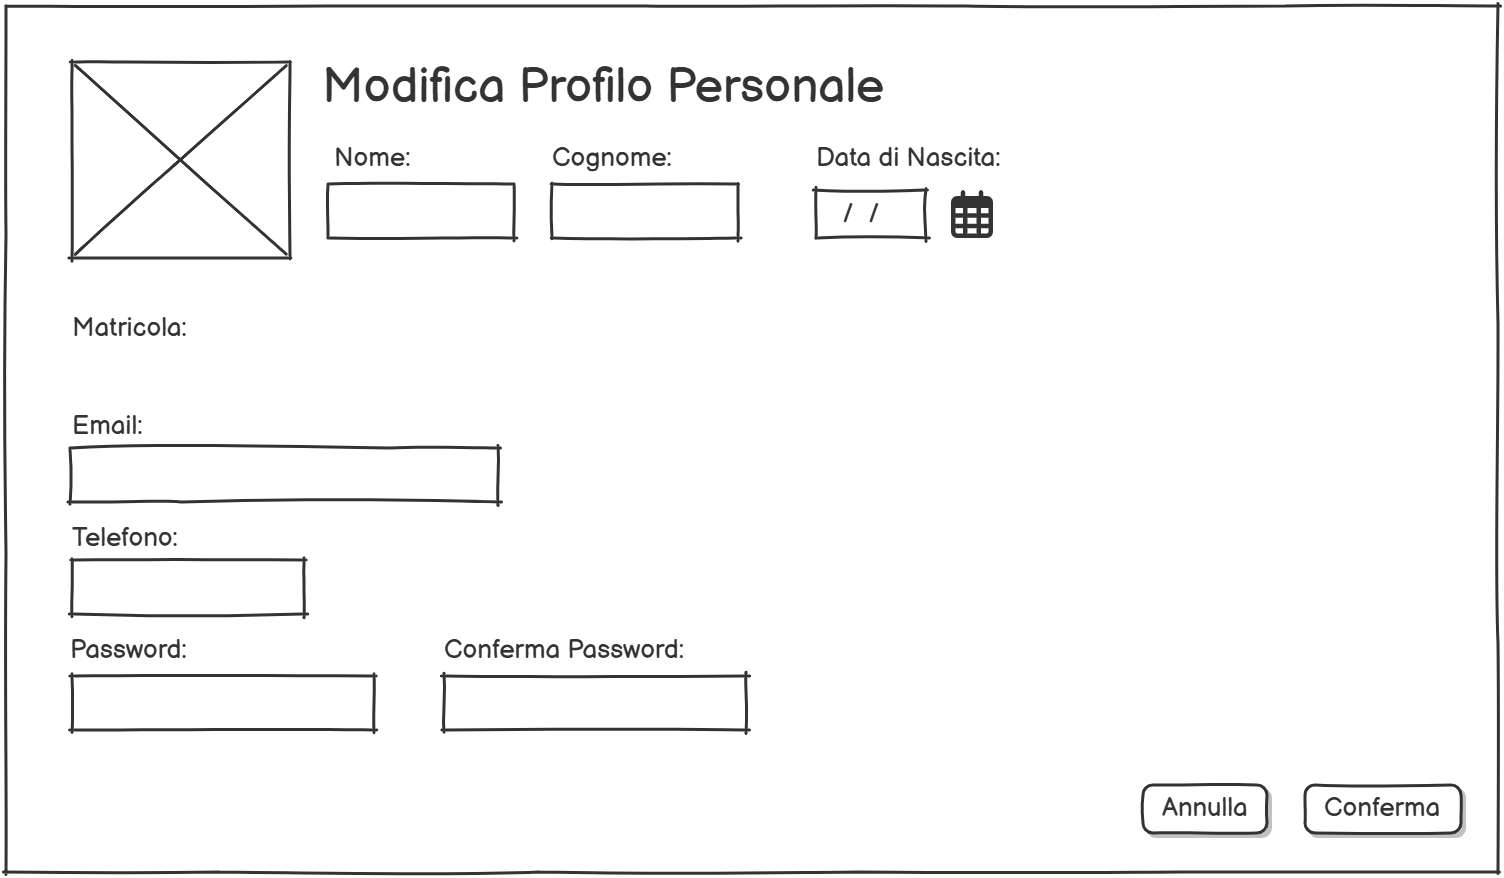 Modifica Profilo Personale
Nome: Cognome: Data di Nascita:
/ /
Matricola:
Email:
Telefono:
Password: Conferma Password:
Annulla Conferma